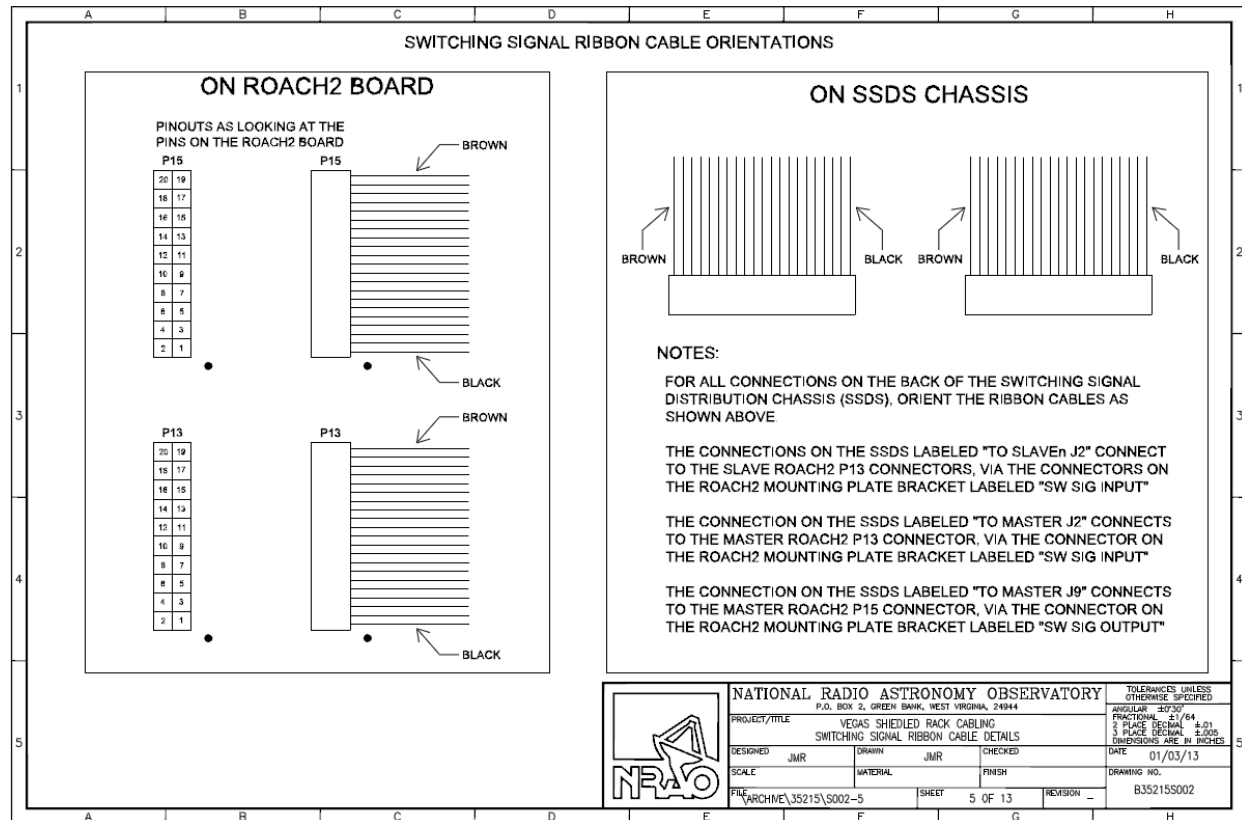 A B C D E F G H
SWITCHING SIGNAL RIBBON CABLE ORIENTATIONS
1 1
ON ROACH2 BOARD
PINOUTS AS LOOKING AT THE
PINS ON THE ROACH2 BOARD
P15 P15
BROWN
20 19
18 17
16 15
14 13
12 11
10 9
8 7
6 5
4 3
2 1
BLACK
P13 P13
BROWN
20 19
18 17
16 15
14 13
12 11
10 9
8 7
6 5
4 3
2 1
BLACK
ON SSDS CHASSIS
BROWN BLACK BROWN BLACK
2 2
NOTES:
FOR ALL CONNECTIONS ON THE BACK OF THE SWITCHING SIGNAL
DISTRIBUTION CHASSIS (SSDS), ORIENT THE RIBBON CABLES AS
SHOWN ABOVE.
3 3
THE CONNECTIONS ON THE SSDS LABELED "TO SLAVEn J2" CONNECT
TO THE SLAVE ROACH2 P13 CONNECTORS, VIA THE CONNECTORS ON
THE ROACH2 MOUNTING PLATE BRACKET LABELED "SW SIG INPUT"
THE CONNECTION ON THE SSDS LABELED "TO MASTER J2" CONNECTS
TO THE MASTER ROACH2 P13 CONNECTOR, VIA THE CONNECTOR ON
THE ROACH2 MOUNTING PLATE BRACKET LABELED "SW SIG INPUT"
4 4
THE CONNECTION ON THE SSDS LABELED "TO MASTER J9" CONNECTS
TO THE MASTER ROACH2 P15 CONNECTOR, VIA THE CONNECTOR ON
THE ROACH2 MOUNTING PLATE BRACKET LABELED "SW SIG OUTPUT"
5 5
NRAO
NATIONAL RADIO ASTRONOMY OBSERVATORY
P.O. BOX 2, GREEN BANK, WEST VIRGINIA, 24944
PROJECT/TITLE
VEGAS SHIEDLED RACK CABLING
SWITCHING SIGNAL RIBBON CABLE DETAILS
DESIGNED JMR DRAWN JMR CHECKED
SCALE MATERIAL FINISH
FILE \ARCHIVE\35215\S002-5 SHEET 5 OF 13 REVISION -
TOLERANCES UNLESS
OTHERWISE SPECIFIED
ANGULAR ±0°30'
FRACTIONAL ±1/64
2 PLACE DECIMAL ±.01
3 PLACE DECIMAL ±.005
DIMENSIONS ARE IN INCHES
DATE 01/03/13
DRAWING NO.
B35215S002
A B C D E F G H